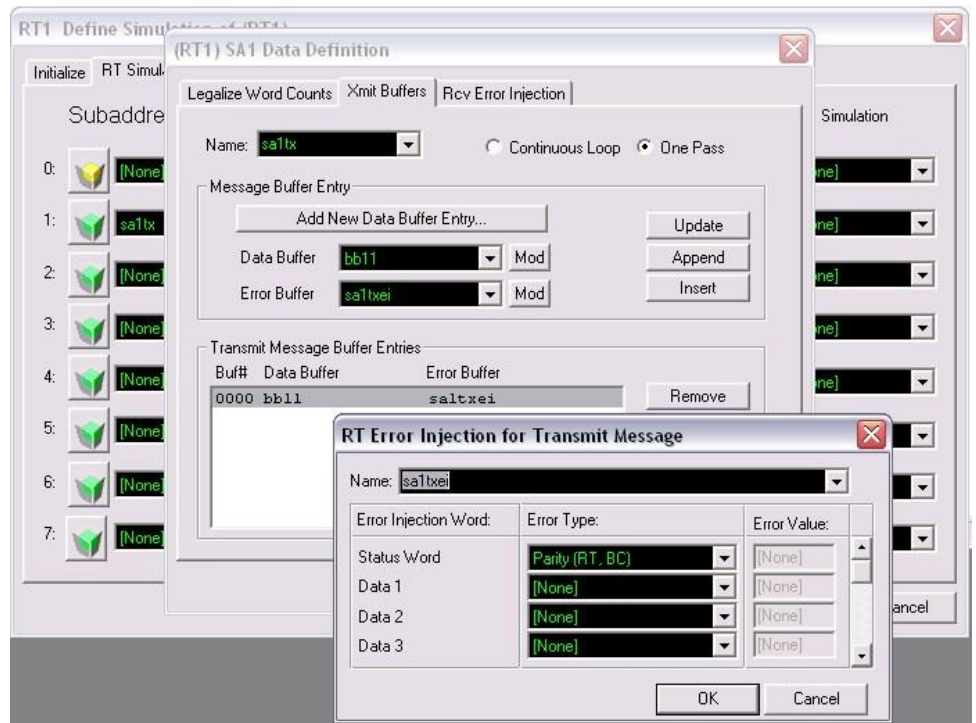 RT1 Define Simulation of (RT1)
(RT1) SA1 Data Definition
Initialize RT Simul
Legalize Word Counts Xmit Buffers Rcv Error Injection
Subaddre
Simulation
Name: sa1tx Continuous Loop One Pass
0: [None] ne]
Message Buffer Entry
Add New Data Buffer Entry... Update
1: sa1tx ne]
Data Buffer bb11 Mod Append
2: [None] ne]
Error Buffer sa1txei Mod Insert
3: [None] ne]
Transmit Message Buffer Entries
Buf# Data Buffer Error Buffer
4: [None] ne]
0000 bb11 sa1txei Remove
5: [None]
RT Error Injection for Transmit Message
6: [None]
Name: sa1txei
7: [None]
Error Injection Word: Error Type: Error Value:
Status Word Parity (RT, BC) [None]
Data 1 [None] [None]
Data 2 [None] [None]
ancel
Data 3 [None] [None]
OK Cancel